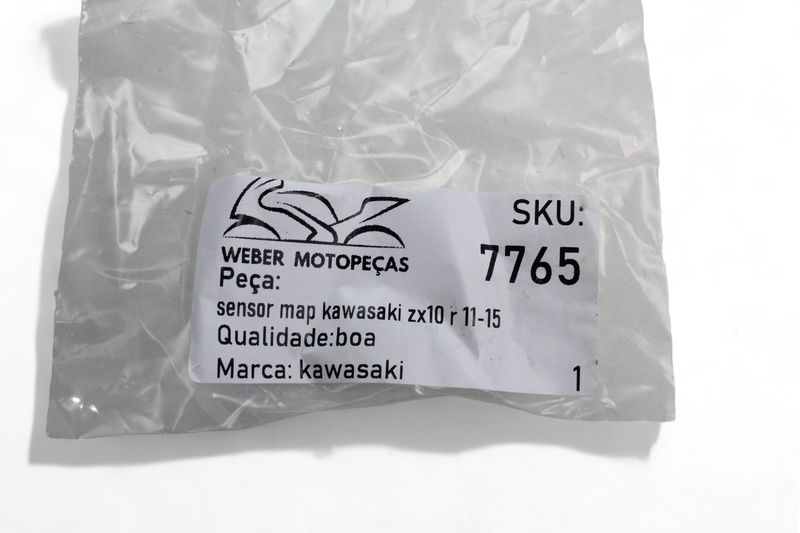 WEBER MOTOPEÇAS
SKU:
7765
Peça:
sensor map kawasaki zx10 r 11-15
Qualidade:boa
Marca: kawasaki
1